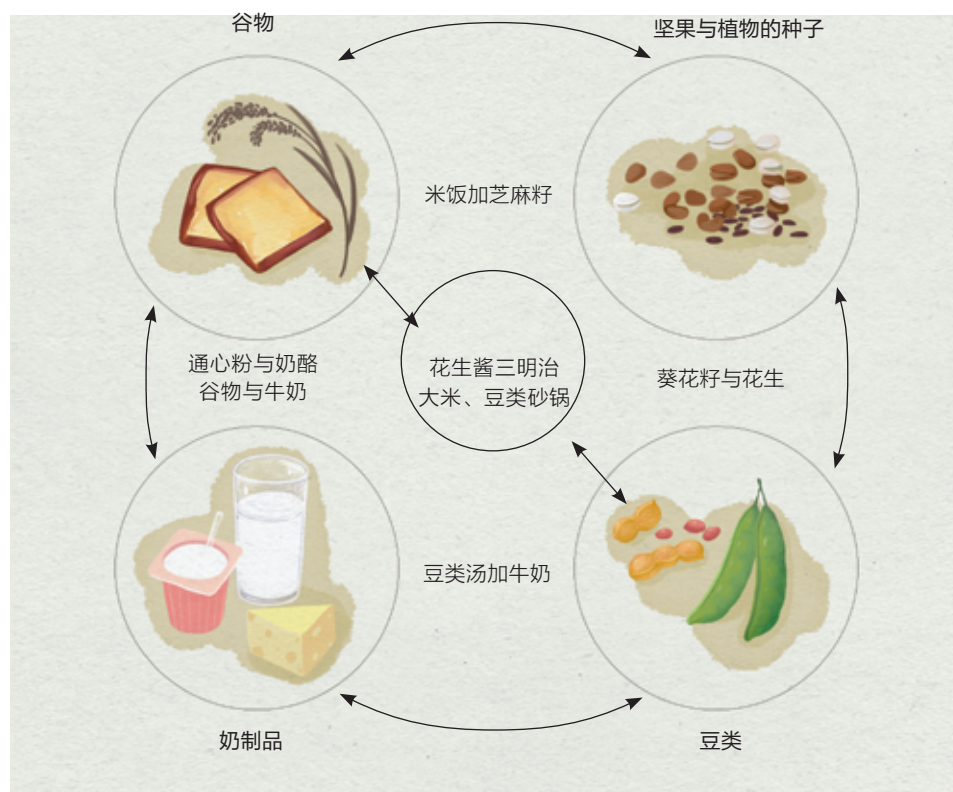 谷物
坚果与植物的种子
米饭加芝麻籽
通心粉与奶酪
谷物与牛奶
花生酱三明治
大米、豆类砂锅
葵花籽与花生
豆类汤加牛奶
奶制品
豆类